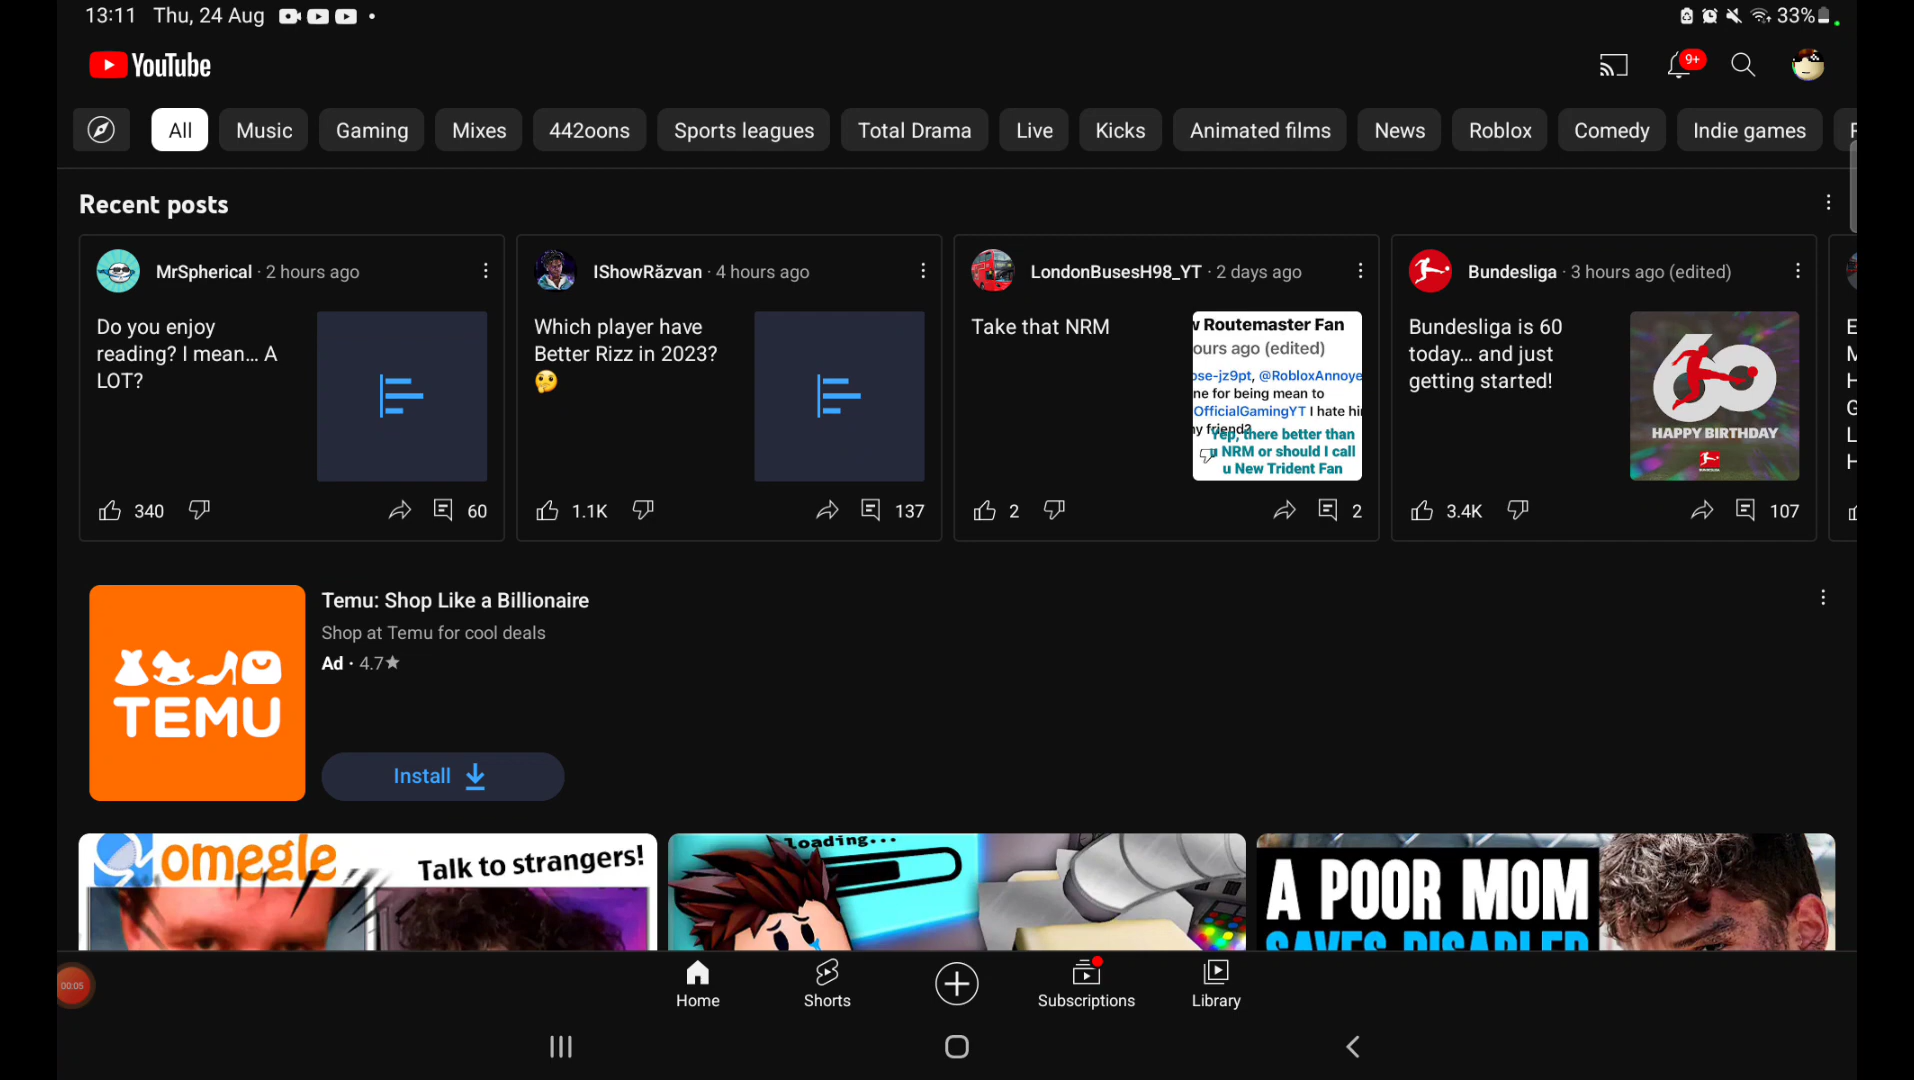 13:11 Thu, 24 Aug
33%
YouTube
9+
All Music Gaming Mixes 442oons Sports leagues Total Drama Live Kicks Animated films News Roblox Comedy Indie games
Recent posts
MrSpherical · 2 hours ago
Do you enjoy
reading? I mean... A
LOT?
340
60
IShowRăzvan · 4 hours ago
Which player have
Better Rizz in 2023?
🤔
1.1K
137
LondonBusesH98_YT · 2 days ago
Take that NRM
w Routemaster Fan
ours ago (edited)
ose-jz9pt, @RobloxAnnoye
ne for being mean to
OfficialGamingYT I hate hi
y friend?
Yep, there better than
u NRM or should I call
u New Trident Fan
2
2
Bundesliga · 3 hours ago (edited)
Bundesliga is 60
today... and just
getting started!
60
HAPPY BIRTHDAY
3.4K
107
TEMU
Temu: Shop Like a Billionaire
Shop at Temu for cool deals
Ad · 4.7★
Install
omegle Talk to strangers!
loading...
A POOR MOM
SAVES DISABLED
00:05
Home Shorts Subscriptions Library